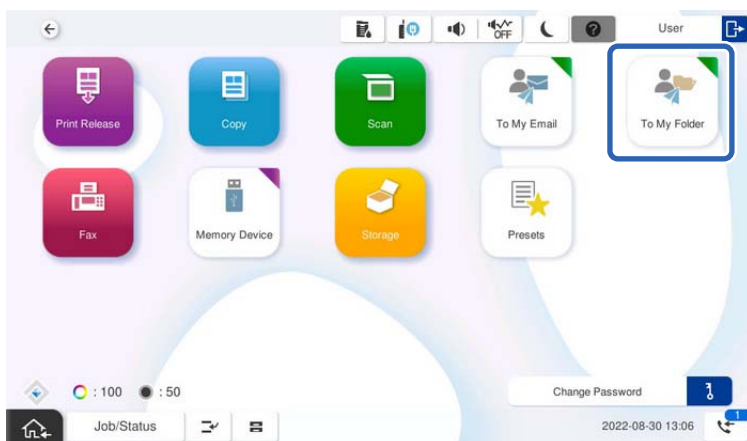 OFF
User
Print Release
Copy
Scan
To My Email
To My Folder
Fax
Memory Device
Storage
Presets
: 100
: 50
Change Password
Job/Status
2022-08-30 13:06
1